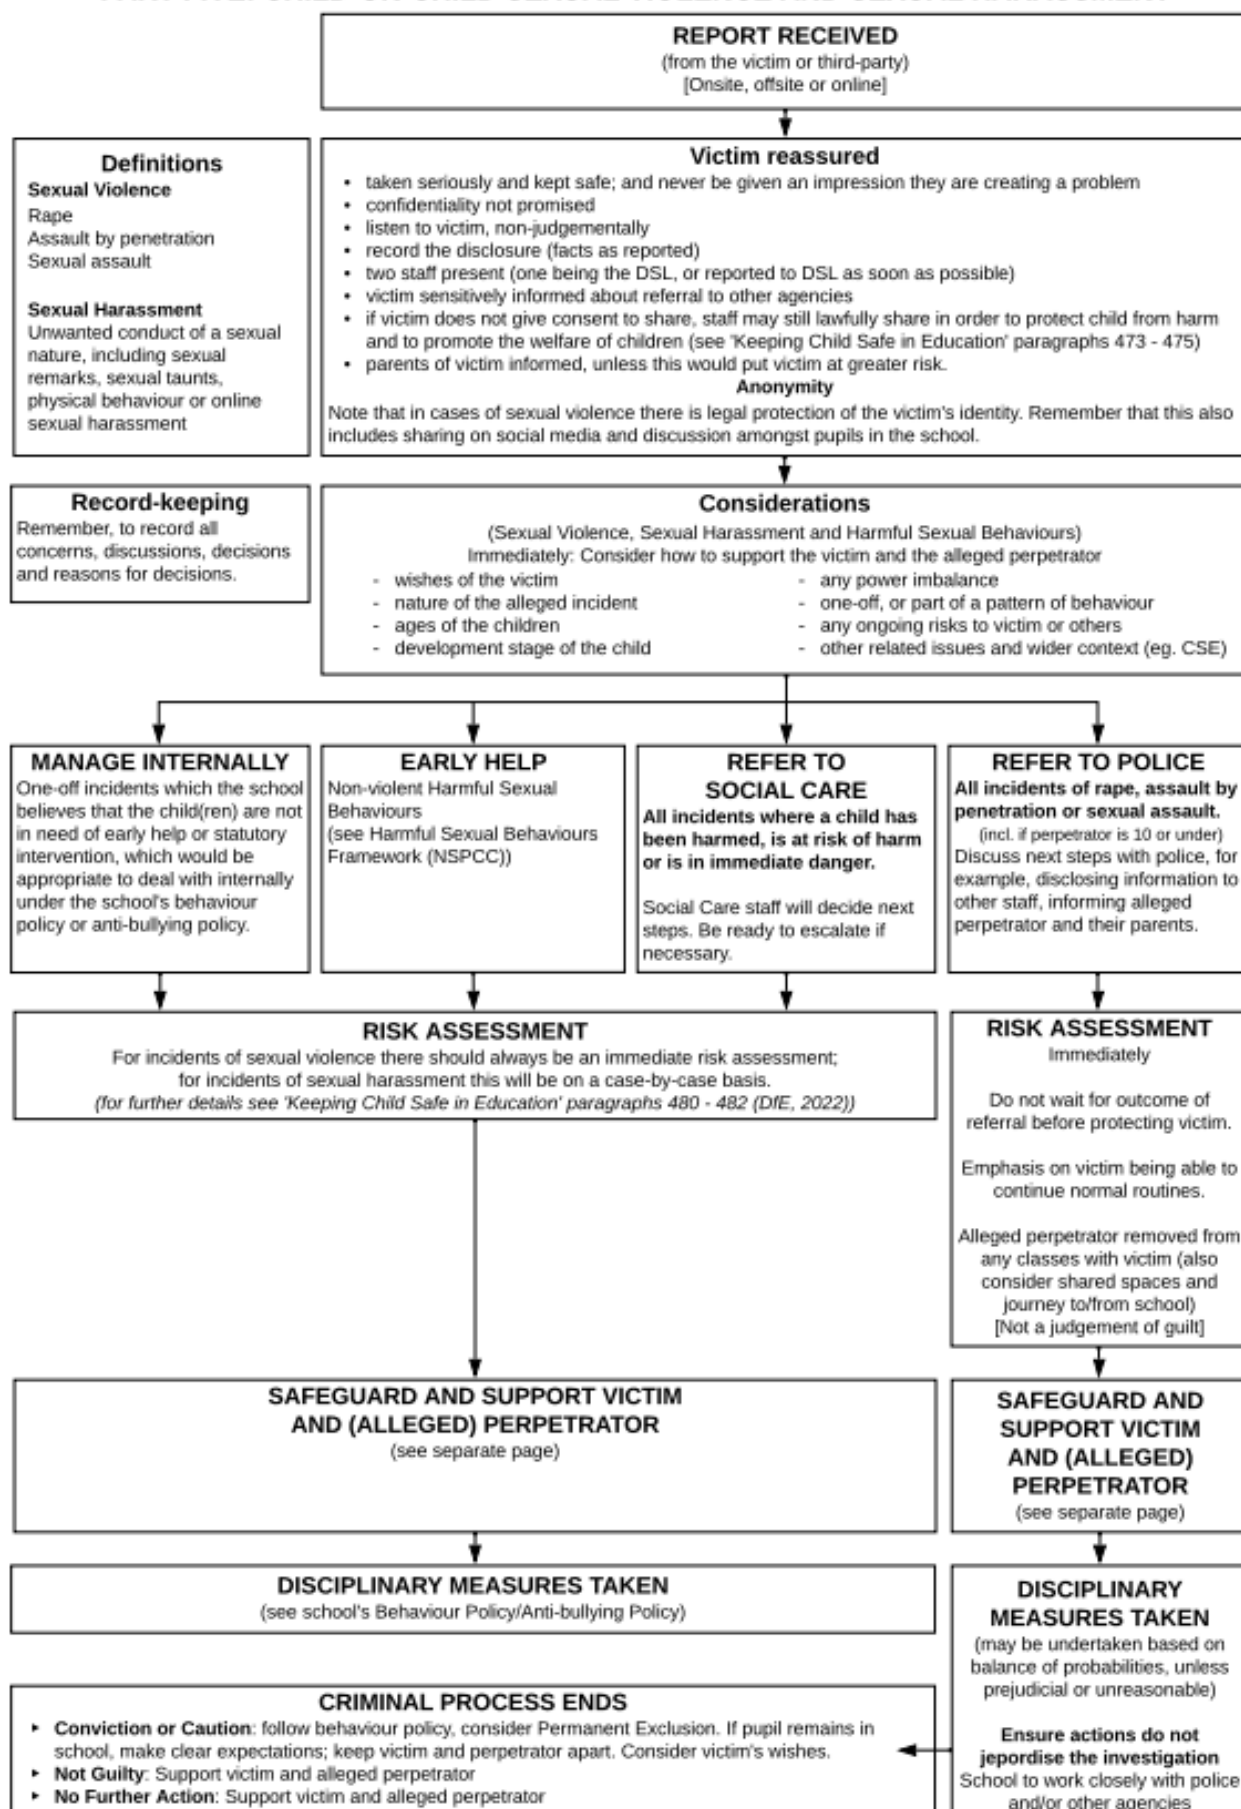 REPORT RECEIVED
(from the victim or third-party)
[Onsite, offsite or online]
Definitions
Sexual Violence
Rape
Assault by penetration
Sexual assault
Sexual Harassment
Unwanted conduct of a sexual
nature, including sexual
remarks, sexual taunts,
physical behaviour or online
sexual harassment
Victim reassured
• taken seriously and kept safe; and never be given an impression they are creating a problem
• confidentiality not promised
• listen to victim, non-judgementally
• record the disclosure (facts as reported)
• two staff present (one being the DSL, or reported to DSL as soon as possible)
• victim sensitively informed about referral to other agencies
• if victim does not give consent to share, staff may still lawfully share in order to protect child from harm
and to promote the welfare of children (see 'Keeping Child Safe in Education' paragraphs 473 - 475)
• parents of victim informed, unless this would put victim at greater risk.
Anonymity
Note that in cases of sexual violence there is legal protection of the victim's identity. Remember that this also
includes sharing on social media and discussion amongst pupils in the school.
Record-keeping
Remember, to record all
concerns, discussions, decisions
and reasons for decisions.
Considerations
(Sexual Violence, Sexual Harassment and Harmful Sexual Behaviours)
Immediately: Consider how to support the victim and the alleged perpetrator
- wishes of the victim
- nature of the alleged incident
- ages of the children
- development stage of the child
- any power imbalance
- one-off, or part of a pattern of behaviour
- any ongoing risks to victim or others
- other related issues and wider context (eg. CSE)
MANAGE INTERNALLY
One-off incidents which the school
believes that the child(ren) are not
in need of early help or statutory
intervention, which would be
appropriate to deal with internally
under the school's behaviour
policy or anti-bullying policy.
EARLY HELP
Non-violent Harmful Sexual
Behaviours
(see Harmful Sexual Behaviours
Framework (NSPCC))
REFER TO
SOCIAL CARE
All incidents where a child has
been harmed, is at risk of harm
or is in immediate danger.
Social Care staff will decide next
steps. Be ready to escalate if
necessary.
REFER TO POLICE
All incidents of rape, assault by
penetration or sexual assault.
(incl. if perpetrator is 10 or under)
Discuss next steps with police, for
example, disclosing information to
other staff, informing alleged
perpetrator and their parents.
RISK ASSESSMENT
For incidents of sexual violence there should always be an immediate risk assessment;
for incidents of sexual harassment this will be on a case-by-case basis.
(for further details see 'Keeping Child Safe in Education' paragraphs 480 - 482 (DfE, 2022))
RISK ASSESSMENT
Immediately
Do not wait for outcome of
referral before protecting victim.
Emphasis on victim being able to
continue normal routines.
Alleged perpetrator removed from
any classes with victim (also
consider shared spaces and
journey to/from school)
[Not a judgement of guilt]
SAFEGUARD AND SUPPORT VICTIM
AND (ALLEGED) PERPETRATOR
(see separate page)
SAFEGUARD AND
SUPPORT VICTIM
AND (ALLEGED)
PERPETRATOR
(see separate page)
DISCIPLINARY MEASURES TAKEN
(see school's Behaviour Policy/Anti-bullying Policy)
DISCIPLINARY
MEASURES TAKEN
(may be undertaken based on
balance of probabilities, unless
prejudicial or unreasonable)
Ensure actions do not
jepordise the investigation
School to work closely with police
and/or other agencies
CRIMINAL PROCESS ENDS
‣ Conviction or Caution: follow behaviour policy, consider Permanent Exclusion. If pupil remains in
school, make clear expectations; keep victim and perpetrator apart. Consider victim's wishes.
‣ Not Guilty: Support victim and alleged perpetrator
‣ No Further Action: Support victim and alleged perpetrator